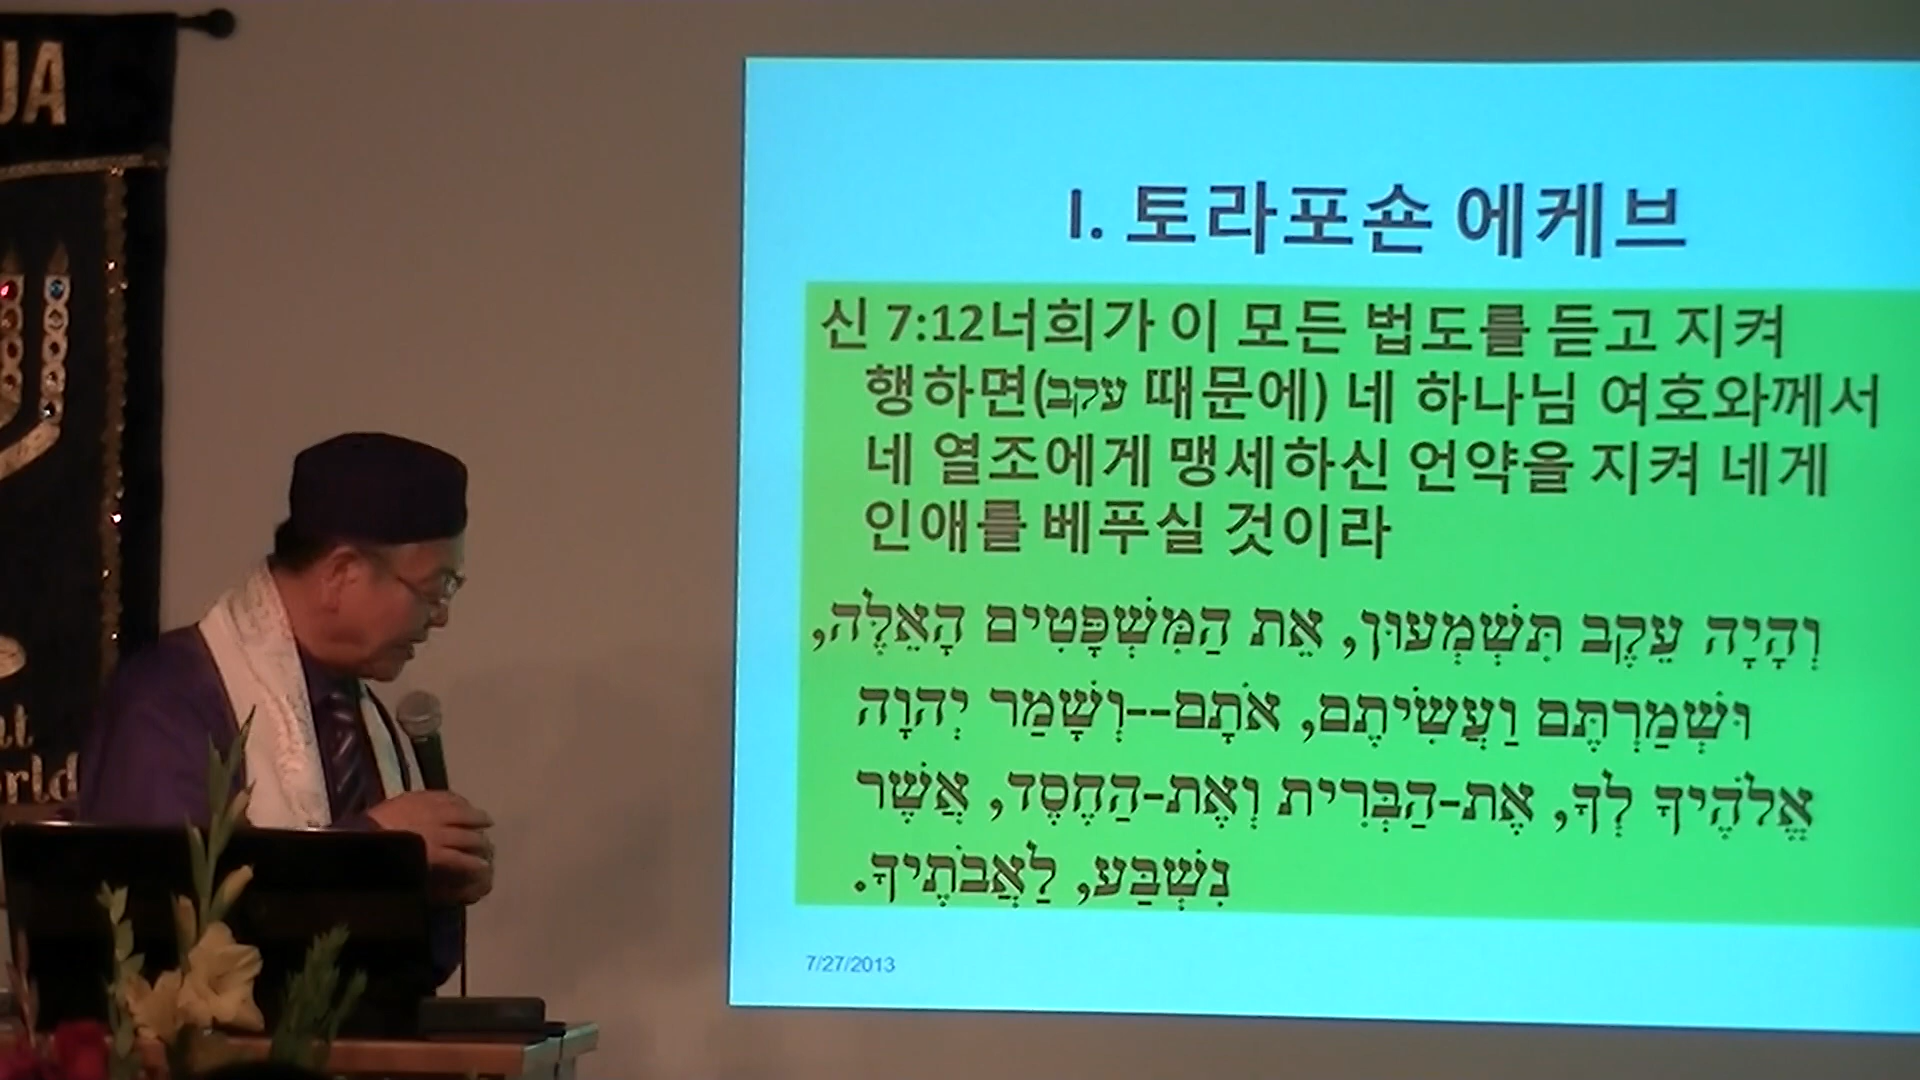 UA
nt
orld
I. 토라포숀 에케브
신 7:12너희가 이 모든 법도를 듣고 지켜
행하면(עקב 때문에) 네 하나님 여호와께서
네 열조에게 맹세하신 언약을 지켜 네게
인애를 베푸실 것이라
וְהָיָה עֵקֶב תִּשְׁמְעוּן, אֵת הַמִּשְׁפָּטִים הָאֵלֶּה,
וּשְׁמַרְתֶּם וַעֲשִׂיתֶם, אֹתָם--וְשָׁמַר יְהוָה
אֱלֹהֶיךָ לְךָ, אֶת-הַבְּרִית וְאֶת-הַחֶסֶד, אֲשֶׁר
נִשְׁבַּע, לַאֲבֹתֶיךָ.
7/27/2013